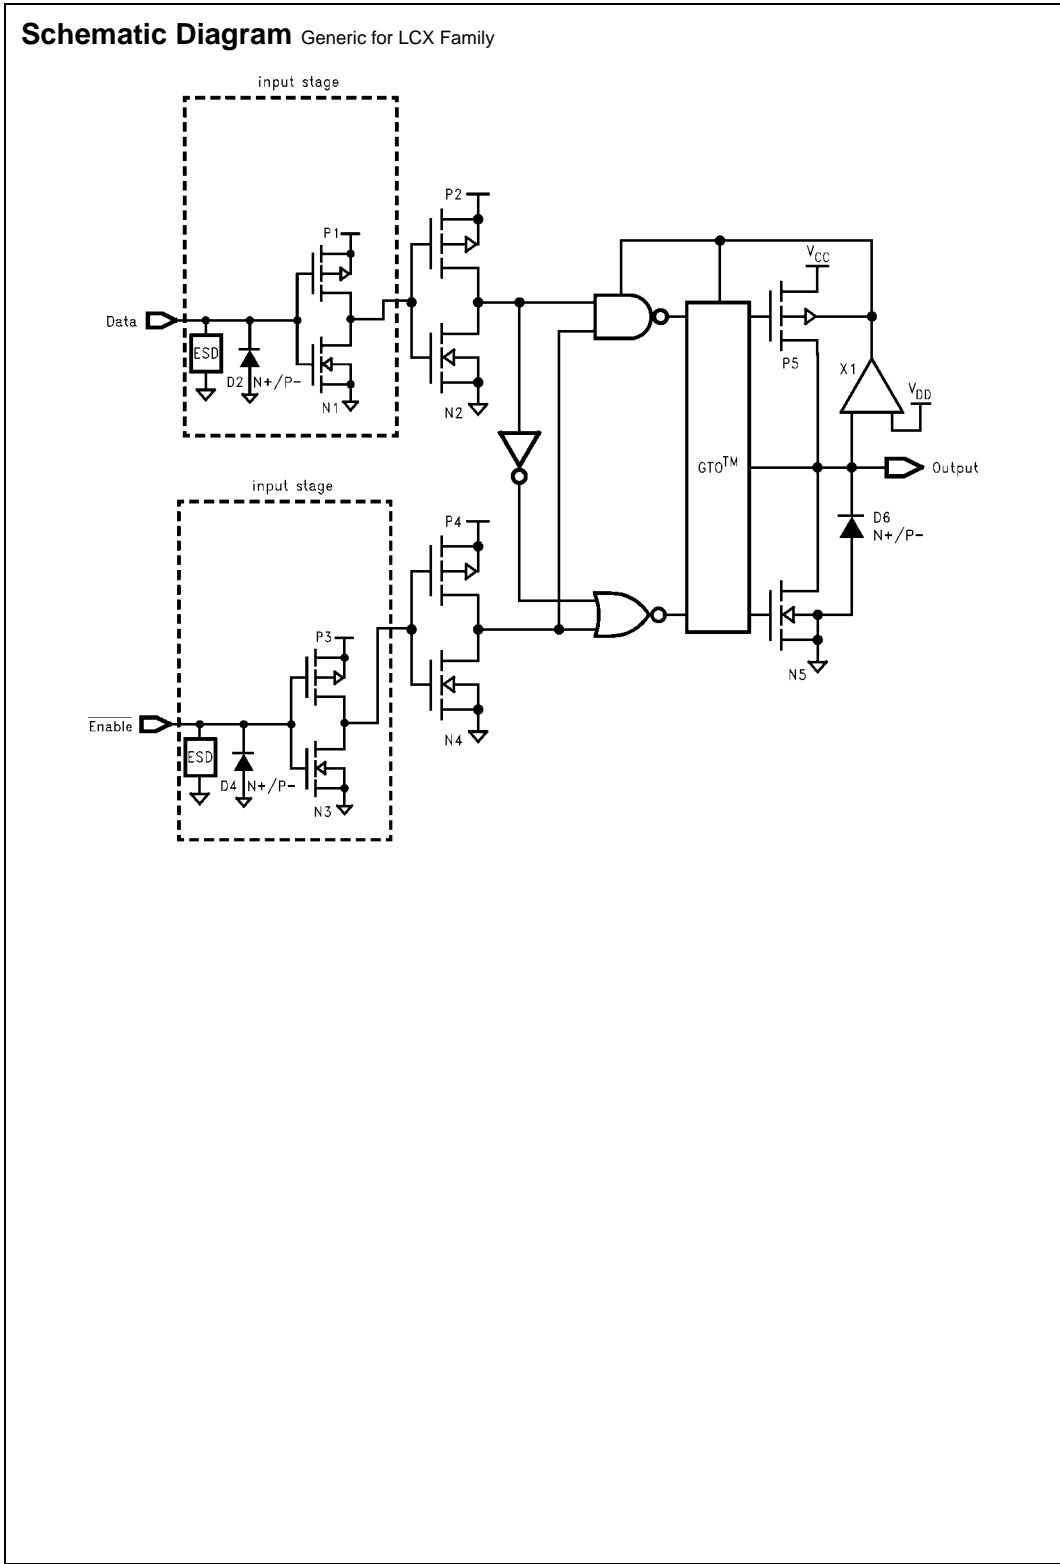 Schematic Diagram Generic for LCX Family
input stage
P2
P1
VCC
Data
ESD
D2 N+/P-
N1
N2
P5
X1
VDD
GTO™
Output
input stage
P4
D6
N+/P-
P3
N5
Enable
ESD
D4 N+/P-
N3
N4